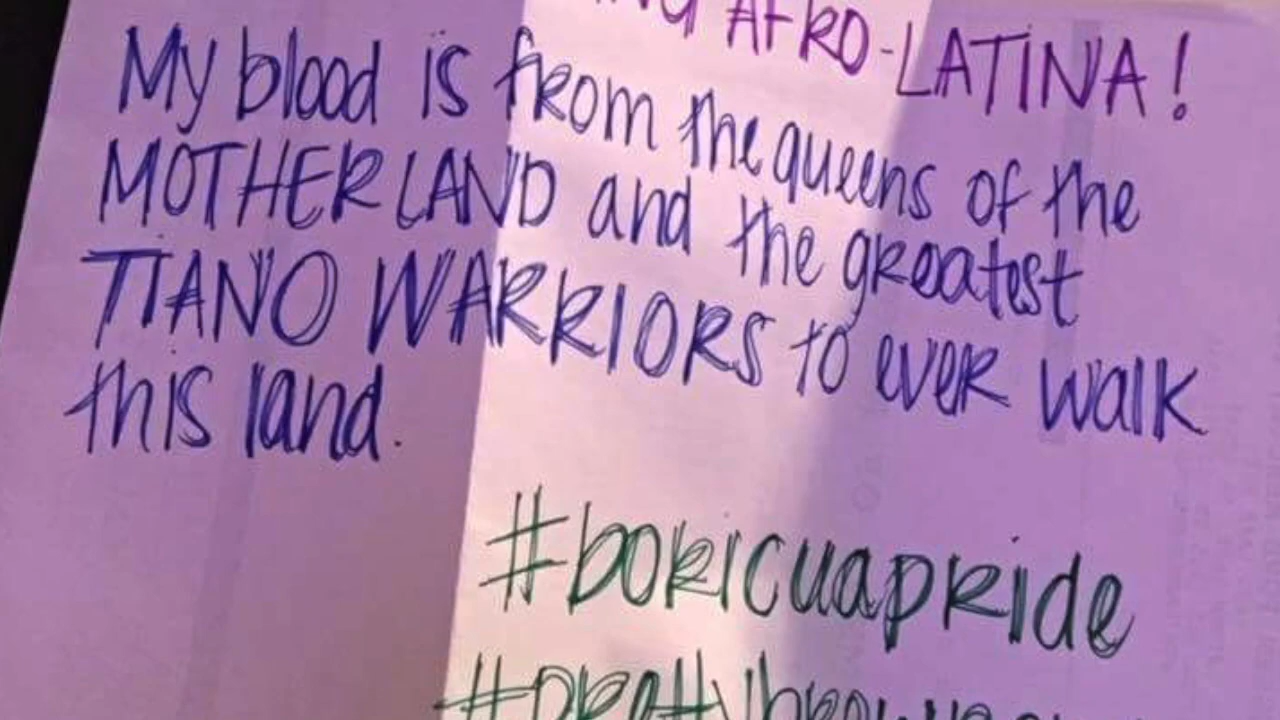 AFRO-LATINA!
My blood is from the queens of the
MOTHERLAND and the greatest
TIANO WARRIORS to ever walk
this land.
#boricuapride